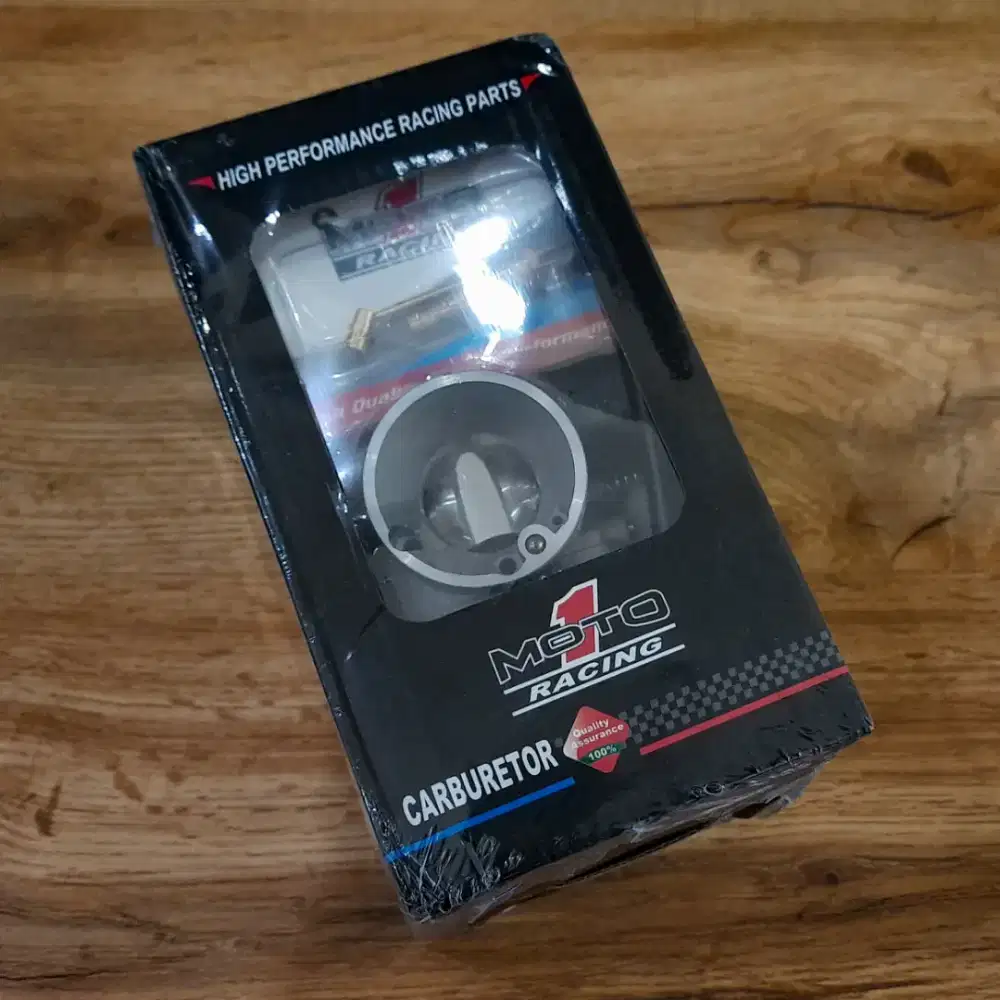 HIGH PERFORMANCE RACING PARTS
1
MOTO
RACING
Quality
Assurance
100%
CARBURETOR